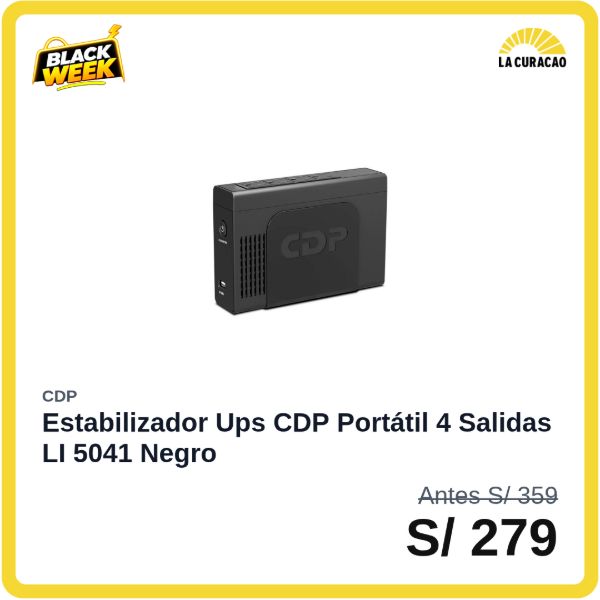 BLACK
WEEK
LA CURACAO
CDP
CDP
Estabilizador Ups CDP Portátil 4 Salidas
LI 5041 Negro
Antes S/ 359
S/ 279